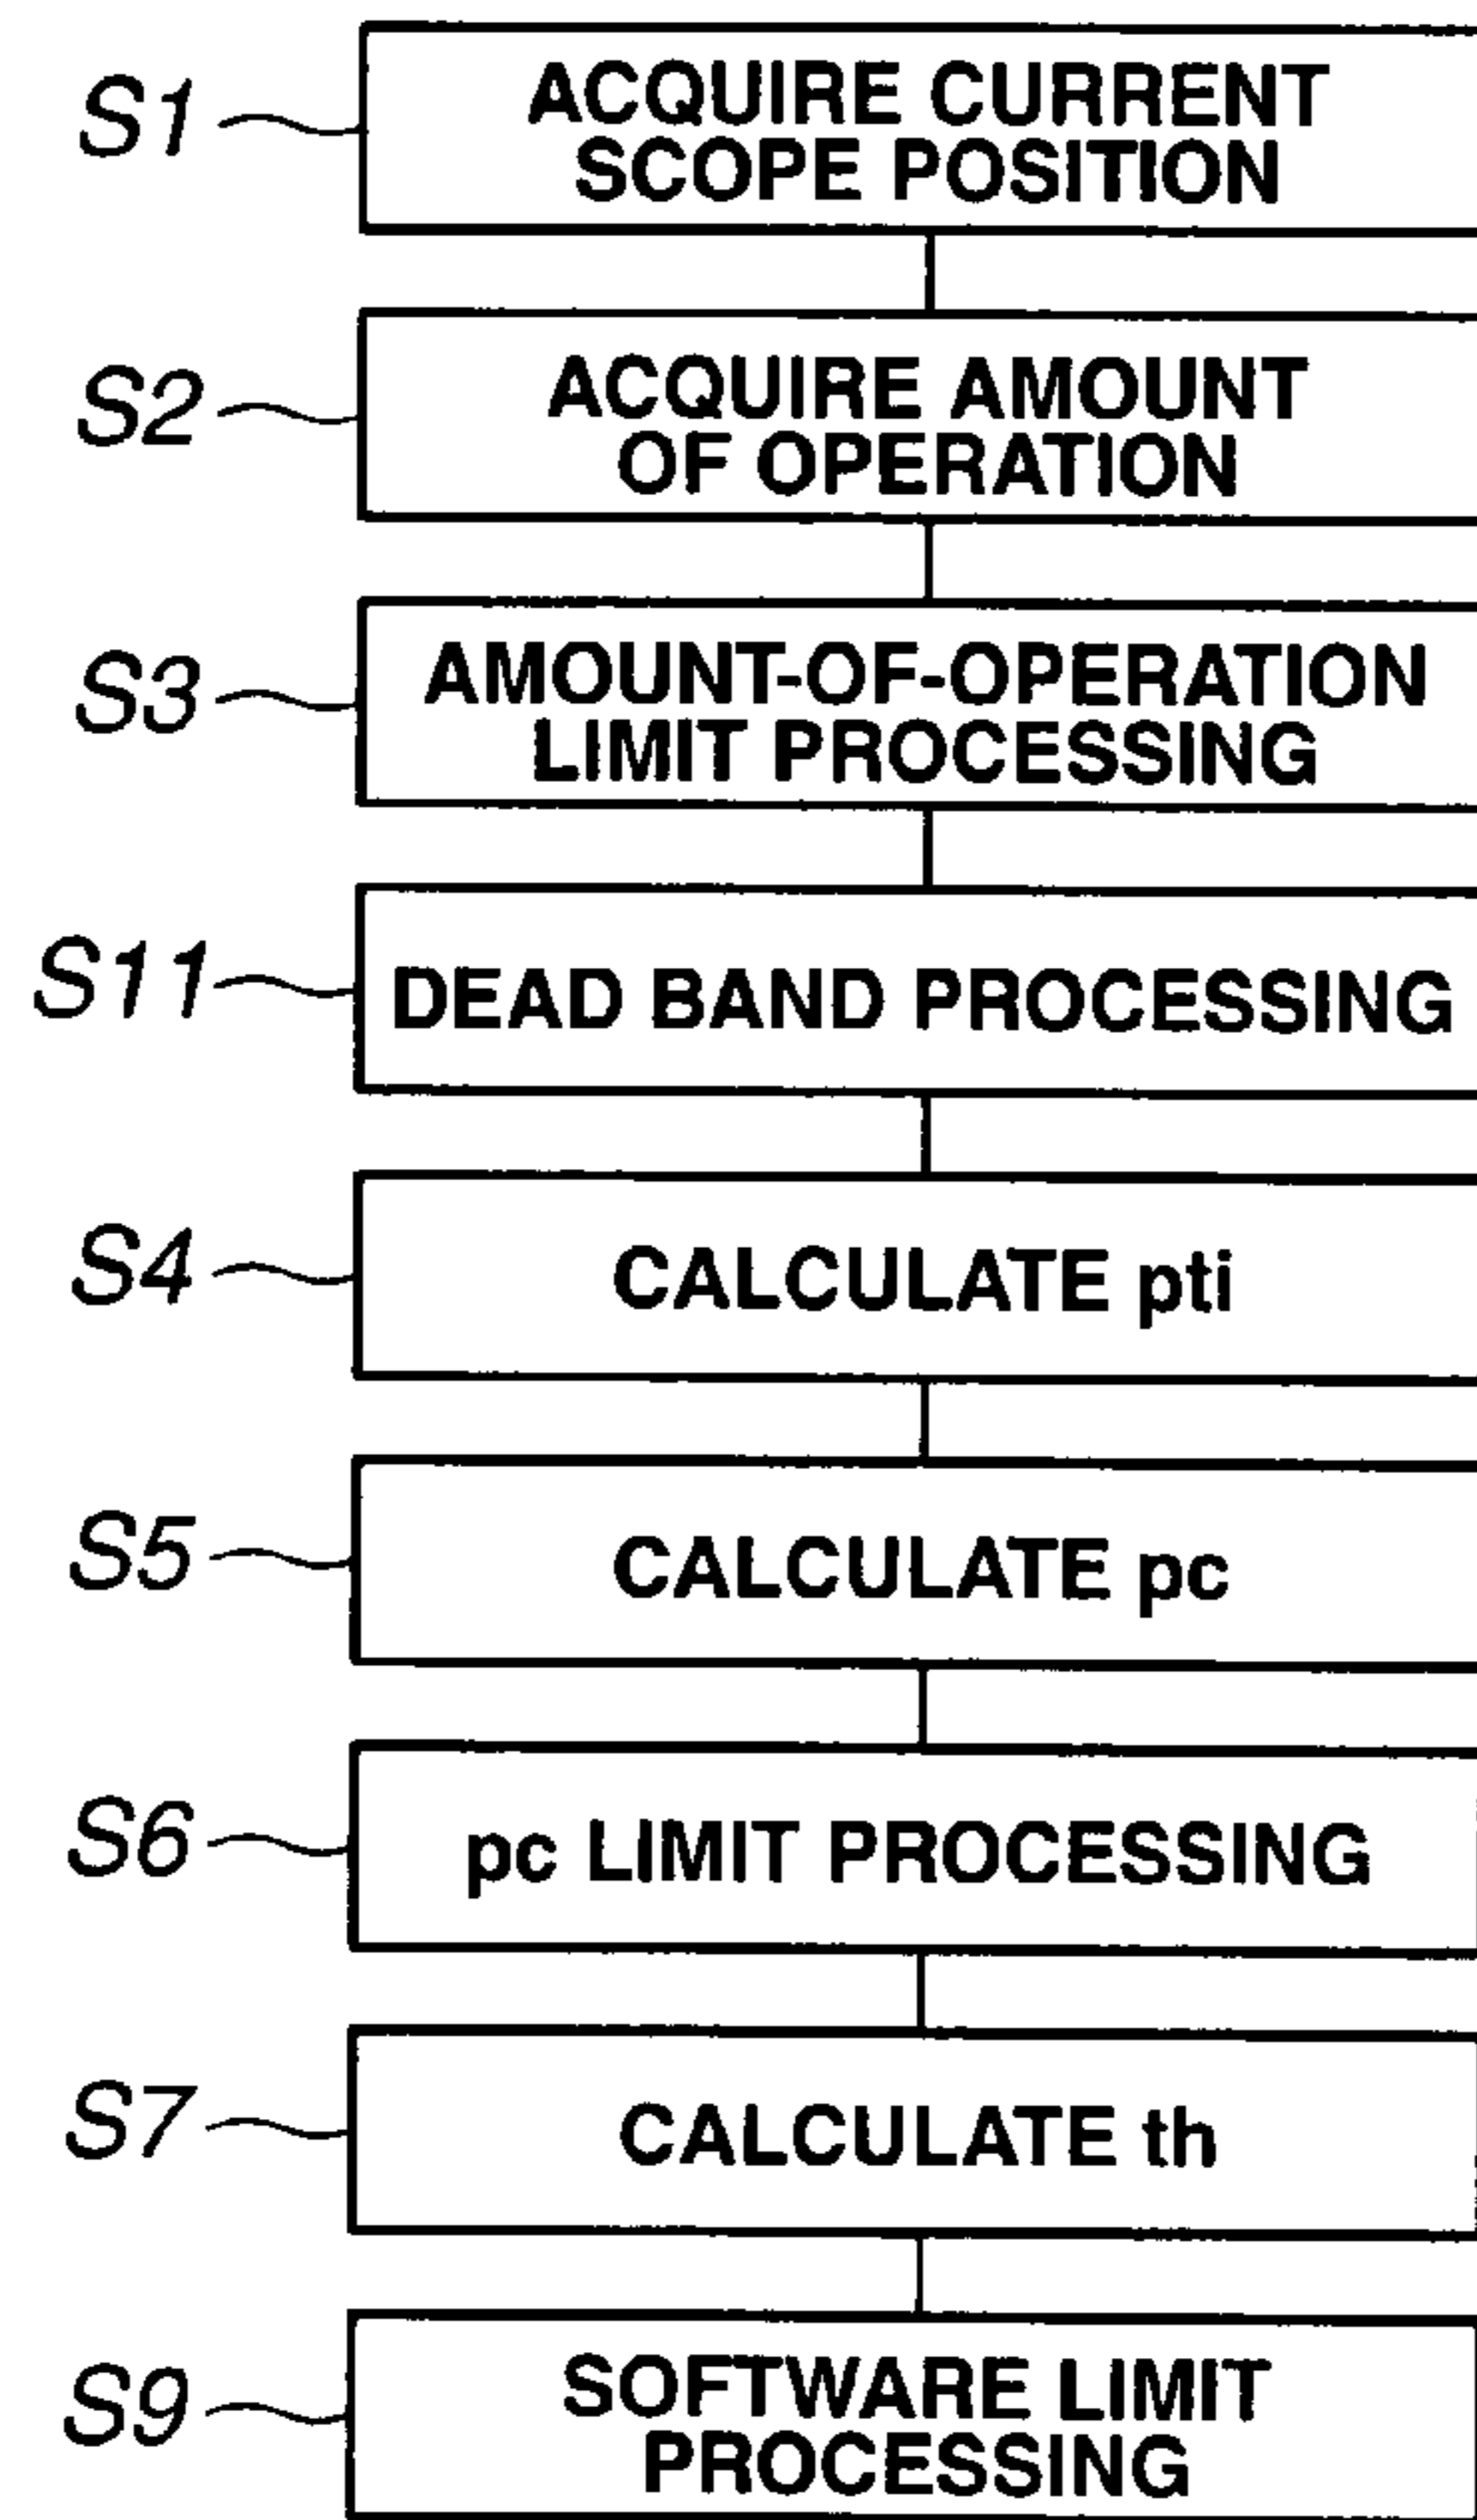 S1
ACQUIRE CURRENT
SCOPE POSITION
S2
ACQUIRE AMOUNT
OF OPERATION
S3
AMOUNT-OF-OPERATION
LIMIT PROCESSING
S11
DEAD BAND PROCESSING
S4
CALCULATE pti
S5
CALCULATE pc
S6
pc LIMIT PROCESSING
S7
CALCULATE th
S9
SOFTWARE LIMIT
PROCESSING